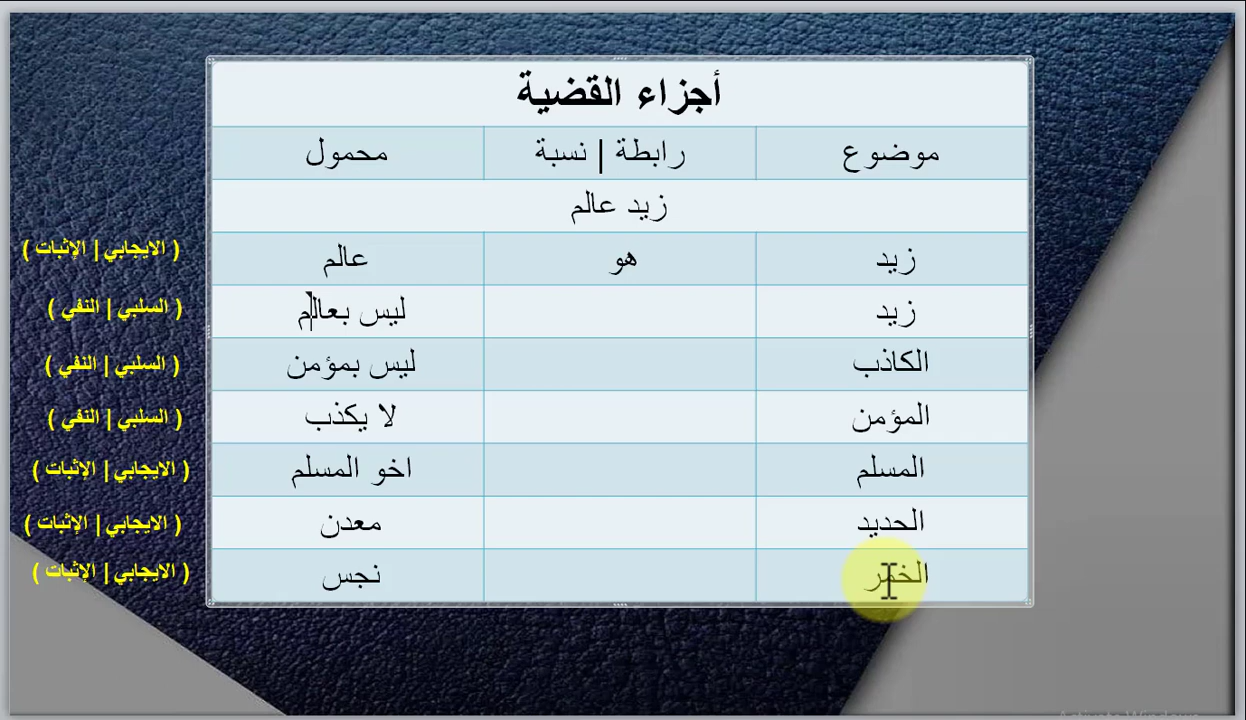 أجزاء القضية
موضوع رابطة | نسبة محمول
زيد عالم
زيد هو عالم ( الايجابي | الإثبات )
زيد ليس بعالم ( السلبي | النفي )
الكاذب ليس بمؤمن ( السلبي | النفي )
المؤمن لا يكذب ( السلبي | النفي )
المسلم اخو المسلم ( الايجابي | الإثبات )
الحديد معدن ( الايجابي | الإثبات )
الخمر نجس ( الايجابي | الإثبات )